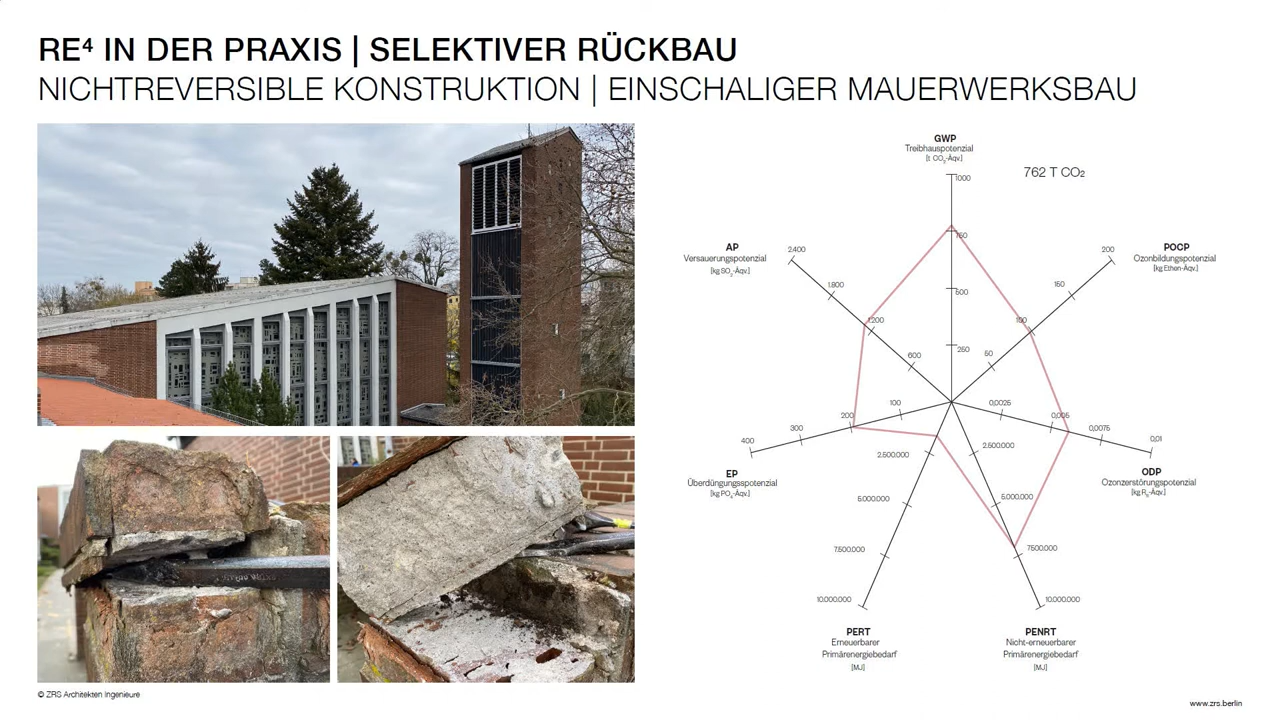 RE⁴ IN DER PRAXIS | SELEKTIVER RÜCKBAU
NICHTREVERSIBLE KONSTRUKTION | EINSCHALIGER MAUERWERKSBAU
GWP
Treibhauspotenzial
[t CO₂-Äqv.]
762 T CO₂
1000
750
500
250
AP
Versauerungspotenzial
[kg SO₂-Äqv.]
2.400
1.800
1.200
600
POCP
Ozonbildungspotenzial
[kg Ethen-Äqv.]
200
150
100
50
EP
Überdüngungsspotenzial
[kg PO₄-Äqv.]
400
300
200
100
ODP
Ozonzerstörungspotenzial
[kg R₁₁-Äqv.]
0,0025
0,005
0,0075
0,01
2.500.000
5.000.000
7.500.000
10.000.000
PERT
Erneuerbarer
Primärenergiebedarf
[MJ]
2.500.000
5.000.000
7500.000
10.000.000
PENRT
Nicht-erneuerbarer
Primärenergiebedarf
[MJ]
© ZRS Architekten Ingenieure
www.zrs.berlin